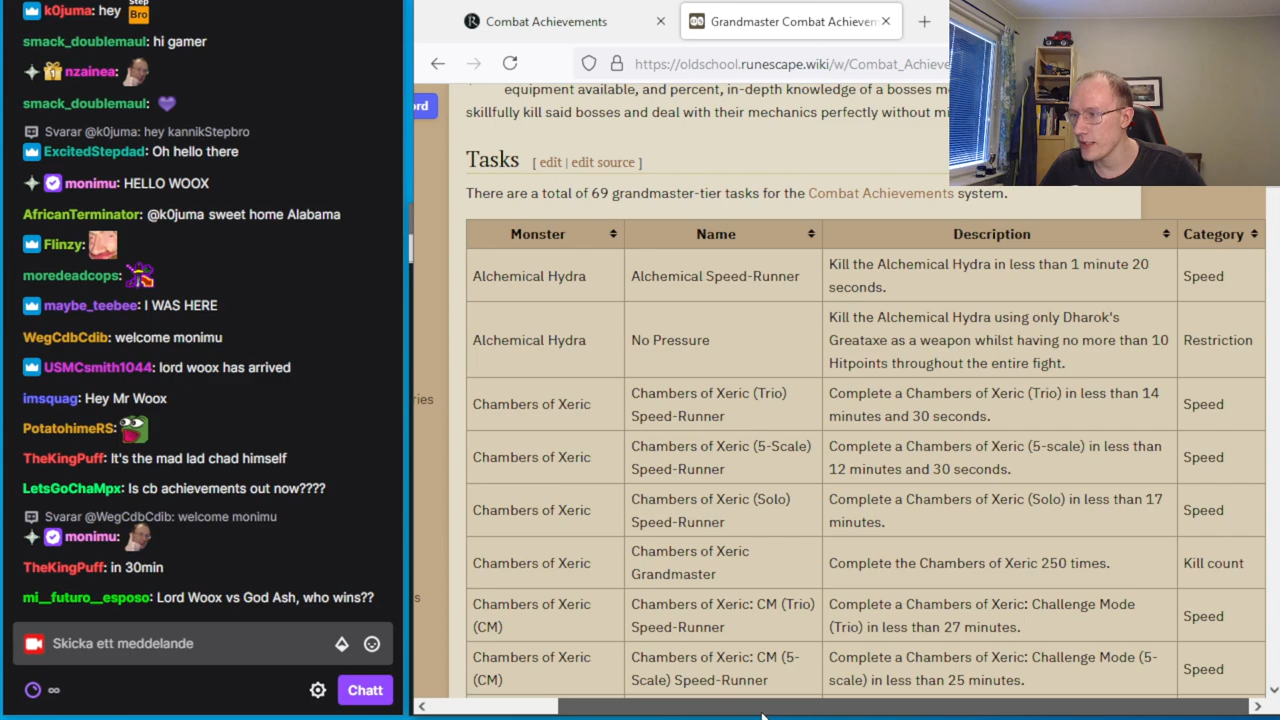 k0juma: hey Step Bro
smack_doublemaul: hi gamer
nzainea:
smack_doublemaul:
Svarar @k0juma: hey kannikStepbro
ExcitedStepdad: Oh hello there
monimu: HELLO WOOX
AfricanTerminator: @k0juma sweet home Alabama
Flinzy:
moredeadcops:
maybe_teebee: I WAS HERE
WegCdbCdib: welcome monimu
USMCsmith1044: lord woox has arrived
imsquag: Hey Mr Woox
PotatohimeRS:
TheKingPuff: It's the mad lad chad himself
LetsGoChaMpx: Is cb achievements out now????
Svarar @WegCdbCdib: welcome monimu
monimu:
TheKingPuff: in 30min
mi__futuro__esposo: Lord Woox vs God Ash, who wins??
Skicka ett meddelande
∞
Chatt
Combat Achievements
Grandmaster Combat Achievem
https://oldschool.runescape.wiki/w/Combat_Achieve
ord
equipment available, and percent, in-depth knowledge of a bosses me
skillfully kill said bosses and deal with their mechanics perfectly without mi
Tasks [ edit | edit source ]
There are a total of 69 grandmaster-tier tasks for the Combat Achievements system.
ries
s
Monster Name Description Category
Alchemical Hydra Alchemical Speed-Runner Kill the Alchemical Hydra in less than 1 minute 20
seconds. Speed
Alchemical Hydra No Pressure Kill the Alchemical Hydra using only Dharok's
Greataxe as a weapon whilst having no more than 10
Hitpoints throughout the entire fight. Restriction
Chambers of Xeric Chambers of Xeric (Trio)
Speed-Runner Complete a Chambers of Xeric (Trio) in less than 14
minutes and 30 seconds. Speed
Chambers of Xeric Chambers of Xeric (5-Scale)
Speed-Runner Complete a Chambers of Xeric (5-scale) in less than
12 minutes and 30 seconds. Speed
Chambers of Xeric Chambers of Xeric (Solo)
Speed-Runner Complete a Chambers of Xeric (Solo) in less than 17
minutes. Speed
Chambers of Xeric Chambers of Xeric
Grandmaster Complete the Chambers of Xeric 250 times. Kill count
Chambers of Xeric
(CM) Chambers of Xeric: CM (Trio)
Speed-Runner Complete a Chambers of Xeric: Challenge Mode
(Trio) in less than 27 minutes. Speed
Chambers of Xeric
(CM) Chambers of Xeric: CM (5-
Scale) Speed-Runner Complete a Chambers of Xeric: Challenge Mode (5-
scale) in less than 25 minutes. Speed